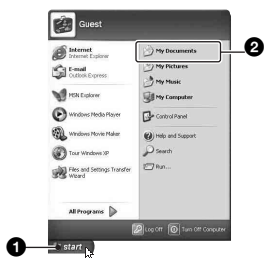 Guest
Internet
Internet Explorer
E-mail
Outlook Express
MSN Explorer
Windows Media Player
Windows Movie Maker
Tour Windows XP
Files and Settings Transfer
Wizard
All Programs
My Documents
My Pictures
My Music
My Computer
Control Panel
Help and Support
Search
Run...
Log Off
Turn Off Computer
start
1
2